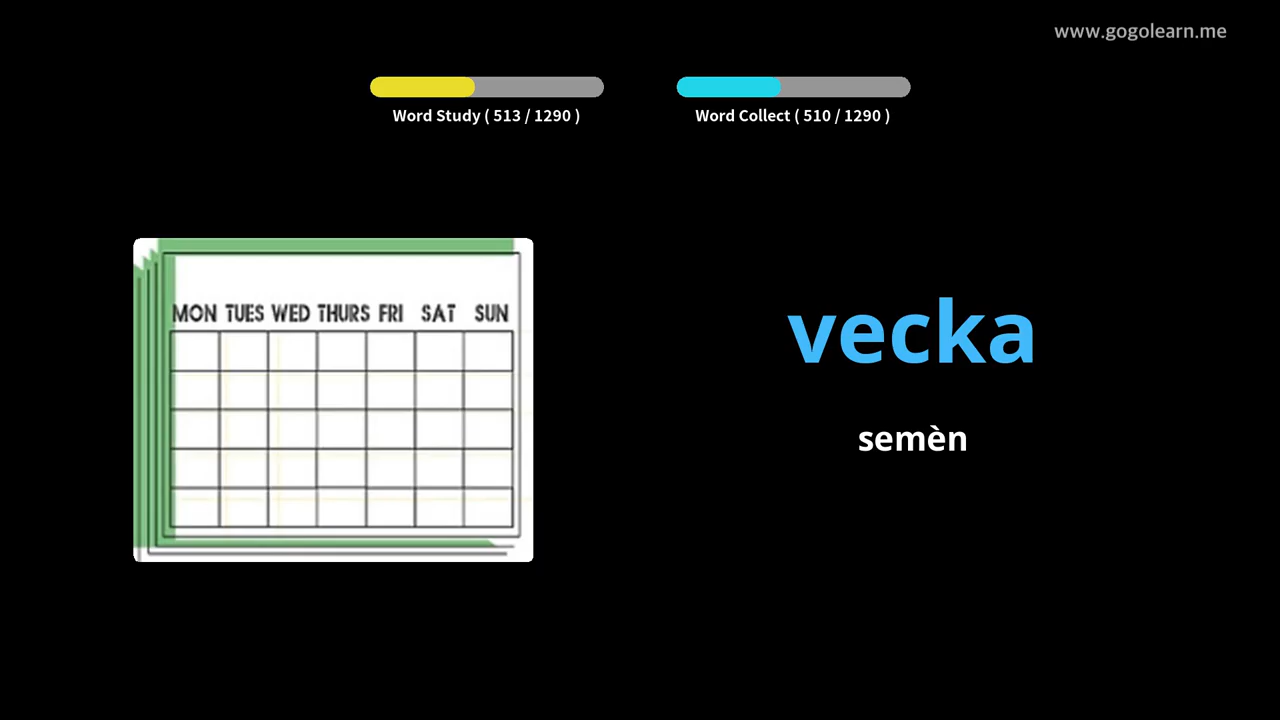 www.gogolearn.me
Word Study ( 513 / 1290 )
Word Collect ( 510 / 1290 )
MON TUES WED THURS FRI SAT SUN
vecka
semèn